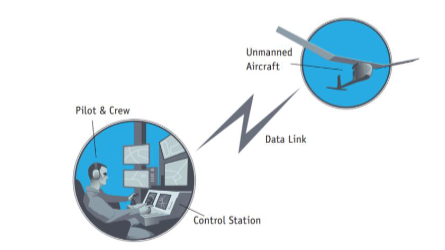 Unmanned
Aircraft
Pilot & Crew
Data Link
Control Station